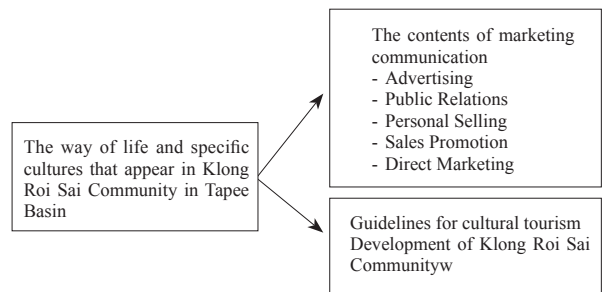 The contents of marketing
communication
- Advertising
- Public Relations
- Personal Selling
- Sales Promotion
- Direct Marketing
The way of life and specific
cultures that appear in Klong
Roi Sai Community in Tapee
Basin
Guidelines for cultural tourism
Development of Klong Roi Sai
Communityw